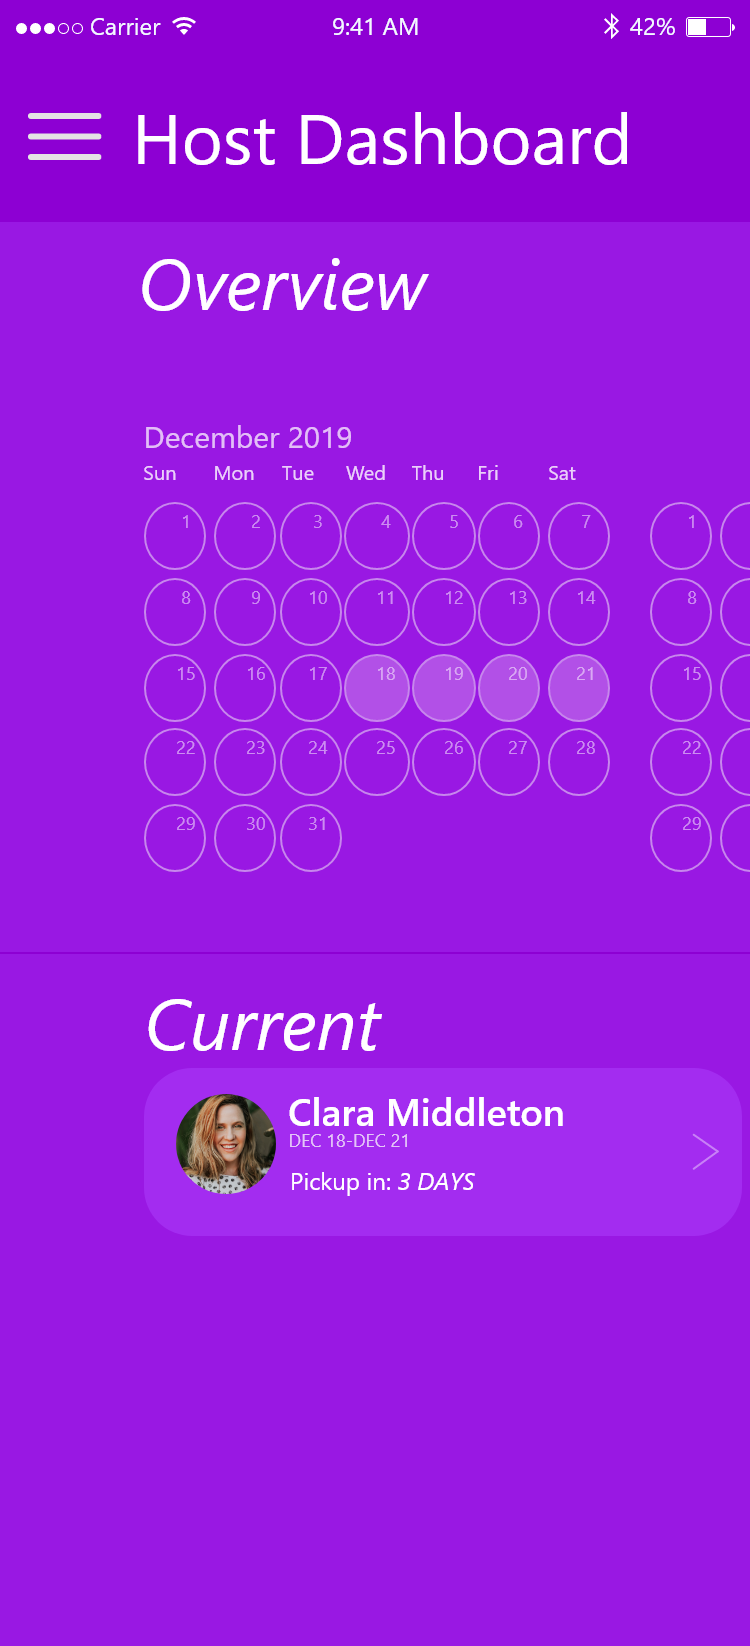 Carrier 9:41 AM 42%
Host Dashboard
Overview
December 2019
Sun Mon Tue Wed Thu Fri Sat
1 2 3 4 5 6 7 1
8 9 10 11 12 13 14 8
15 16 17 18 19 20 21 15
22 23 24 25 26 27 28 22
29 30 31 29
Current
Clara Middleton
DEC 18-DEC 21
Pickup in: 3 DAYS